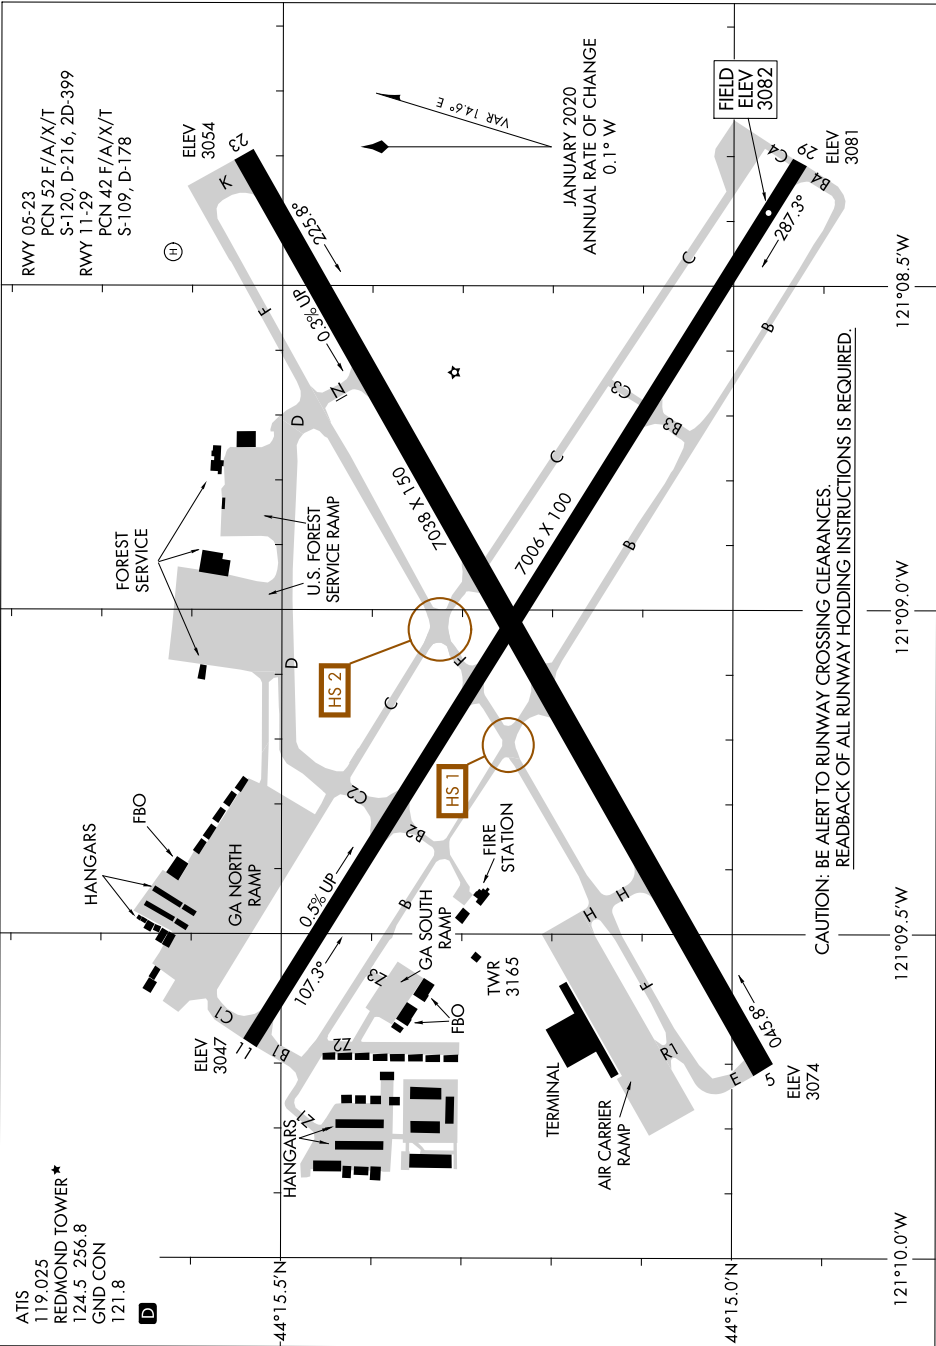 ATIS
119.025
REDMOND TOWER★
124.5 256.8
GND CON
121.8
D
RWY 05-23
PCN 52 F/A/X/T
S-120, D-216, 2D-399
RWY 11-29
PCN 42 F/A/X/T
S-109, D-178
H
ELEV
3054
23
K
225.8°
0.3% UP
F
IZ
D
FOREST
SERVICE
U.S. FOREST
SERVICE RAMP
D
7038 X 150
VAR 14.6° E
JANUARY 2020
ANNUAL RATE OF CHANGE
0.1° W
FIELD
ELEV
3082
C4
29
B4
ELEV
3081
287.3°
C
B
C3
B3
C
B
7006 X 100
HS 2
F
C
HS 1
C2
B2
B
HANGARS
FBO
GA NORTH
RAMP
0.5% UP
107.3°
C1
11
B1
ELEV
3047
Z3
GA SOUTH
RAMP
FBO
Z2
Z1
HANGARS
FIRE
STATION
TWR
3165
TERMINAL
AIR CARRIER
RAMP
H
H
F
R1
E
5
045.8°
ELEV
3074
44°15.5'N
44°15.0'N
121°10.0'W
121°09.5'W
121°09.0'W
121°08.5'W
CAUTION: BE ALERT TO RUNWAY CROSSING CLEARANCES.
READBACK OF ALL RUNWAY HOLDING INSTRUCTIONS IS REQUIRED.